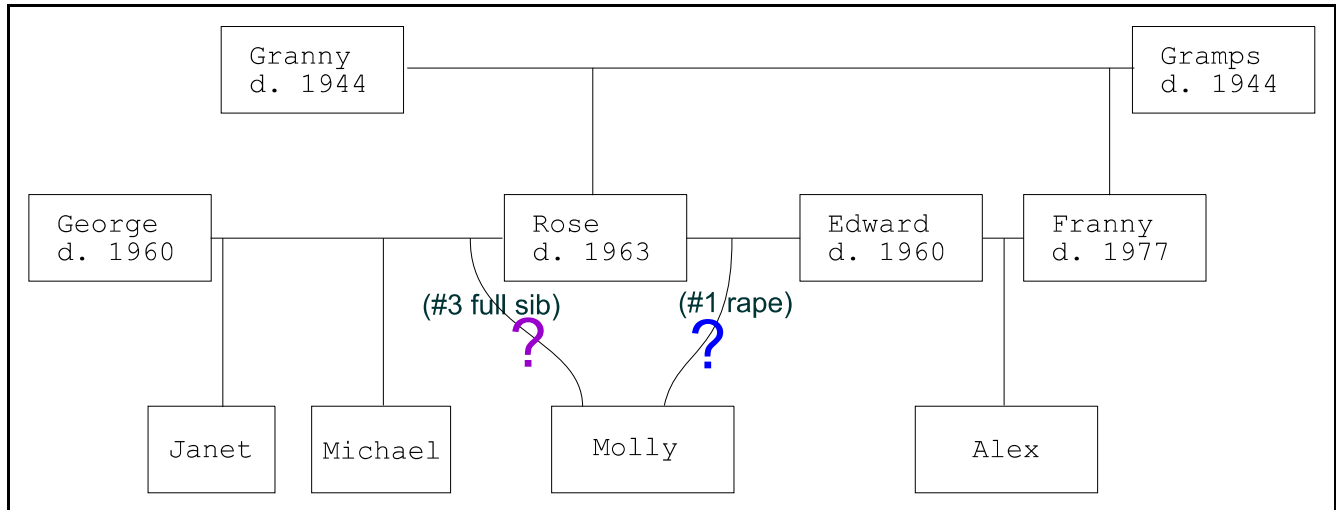 Granny
d. 1944
Gramps
d. 1944
George
d. 1960
Rose
d. 1963
Edward
d. 1960
Franny
d. 1977
(#3 full sib)
?
(#1 rape)
?
Janet
Michael
Molly
Alex